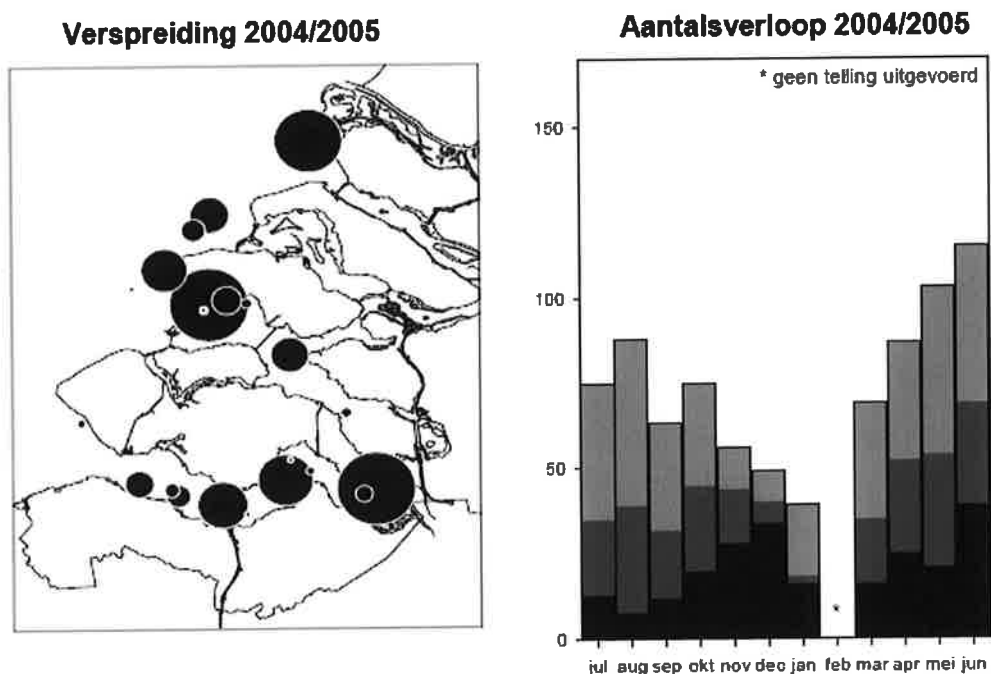 Verspreiding 2004/2005
Aantalsverloop 2004/2005
* geen telling uitgevoerd
150
100
50
0
*
jul aug sep okt nov dec jan feb mar apr mei jun